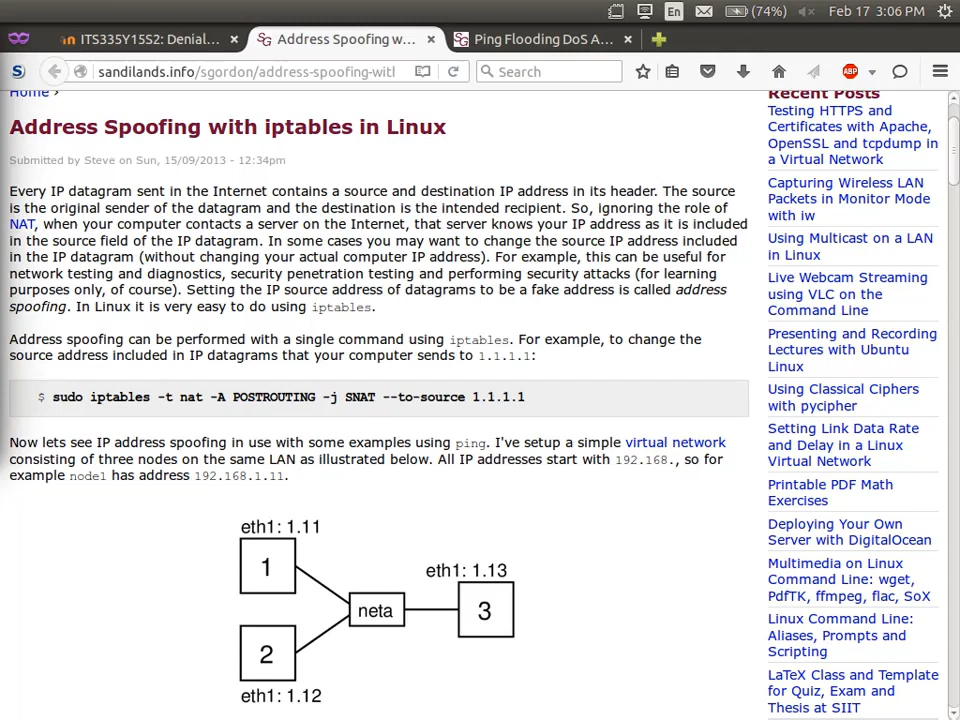 En
(74%)
Feb 17 3:06 PM
ITS335Y15S2: Denial...
Address Spoofing w...
Ping Flooding DoS A...
sandilands.info/sgordon/address-spoofing-witl
Search
ABP
Home ›
Address Spoofing with iptables in Linux
Submitted by Steve on Sun, 15/09/2013 - 12:34pm
Every IP datagram sent in the Internet contains a source and destination IP address in its header. The source
is the original sender of the datagram and the destination is the intended recipient. So, ignoring the role of
NAT, when your computer contacts a server on the Internet, that server knows your IP address as it is included
in the source field of the IP datagram. In some cases you may want to change the source IP address included
in the IP datagram (without changing your actual computer IP address). For example, this can be useful for
network testing and diagnostics, security penetration testing and performing security attacks (for learning
purposes only, of course). Setting the IP source address of datagrams to be a fake address is called address
spoofing. In Linux it is very easy to do using iptables.
Address spoofing can be performed with a single command using iptables. For example, to change the
source address included in IP datagrams that your computer sends to 1.1.1.1:
$ sudo iptables -t nat -A POSTROUTING -j SNAT --to-source 1.1.1.1
Now lets see IP address spoofing in use with some examples using ping. I've setup a simple virtual network
consisting of three nodes on the same LAN as illustrated below. All IP addresses start with 192.168., so for
example node1 has address 192.168.1.11.
eth1: 1.11
1
eth1: 1.13
neta
3
2
eth1: 1.12
Recent Posts
Testing HTTPS and
Certificates with Apache,
OpenSSL and tcpdump in
a Virtual Network
Capturing Wireless LAN
Packets in Monitor Mode
with iw
Using Multicast on a LAN
in Linux
Live Webcam Streaming
using VLC on the
Command Line
Presenting and Recording
Lectures with Ubuntu
Linux
Using Classical Ciphers
with pycipher
Setting Link Data Rate
and Delay in a Linux
Virtual Network
Printable PDF Math
Exercises
Deploying Your Own
Server with DigitalOcean
Multimedia on Linux
Command Line: wget,
PdfTK, ffmpeg, flac, SoX
Linux Command Line:
Aliases, Prompts and
Scripting
LaTeX Class and Template
for Quiz, Exam and
Thesis at SIIT